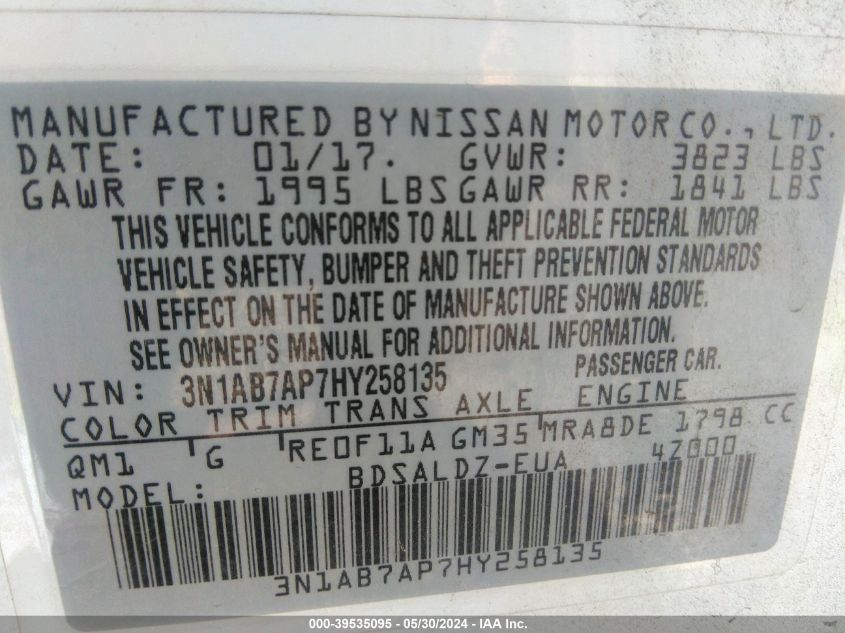 MANUFACTURED BY NISSAN MOTOR CO., LTD.
DATE: 01/17. GVWR: 3823 LBS
GAWR FR: 1995 LBS GAWR RR: 1841 LBS
THIS VEHICLE CONFORMS TO ALL APPLICABLE FEDERAL MOTOR
VEHICLE SAFETY, BUMPER AND THEFT PREVENTION STANDARDS
IN EFFECT ON THE DATE OF MANUFACTURE SHOWN ABOVE.
SEE OWNER'S MANUAL FOR ADDITIONAL INFORMATION.
VIN: 3N1AB7AP7HY258135 PASSENGER CAR.
COLOR TRIM TRANS AXLE ENGINE
QM1 G RE0F11A GM35 MRA8DE 1798 CC
MODEL: BDSALDZ-EUA 4Z000
3N1AB7AP7HY258135
000-39535095 - 05/30/2024 - IAA Inc.